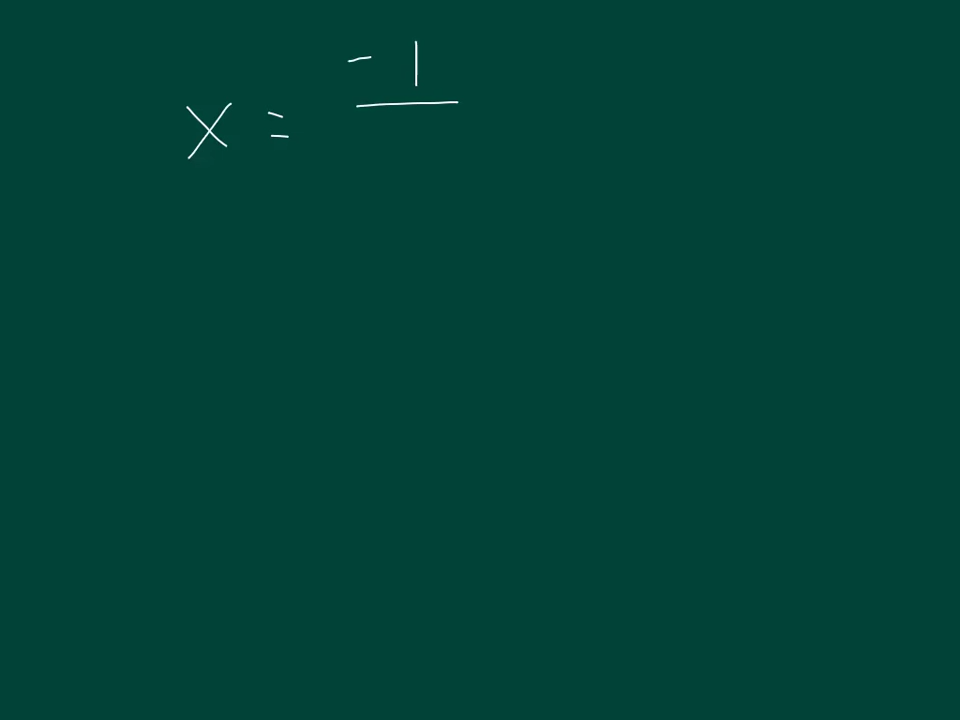 x = -1/